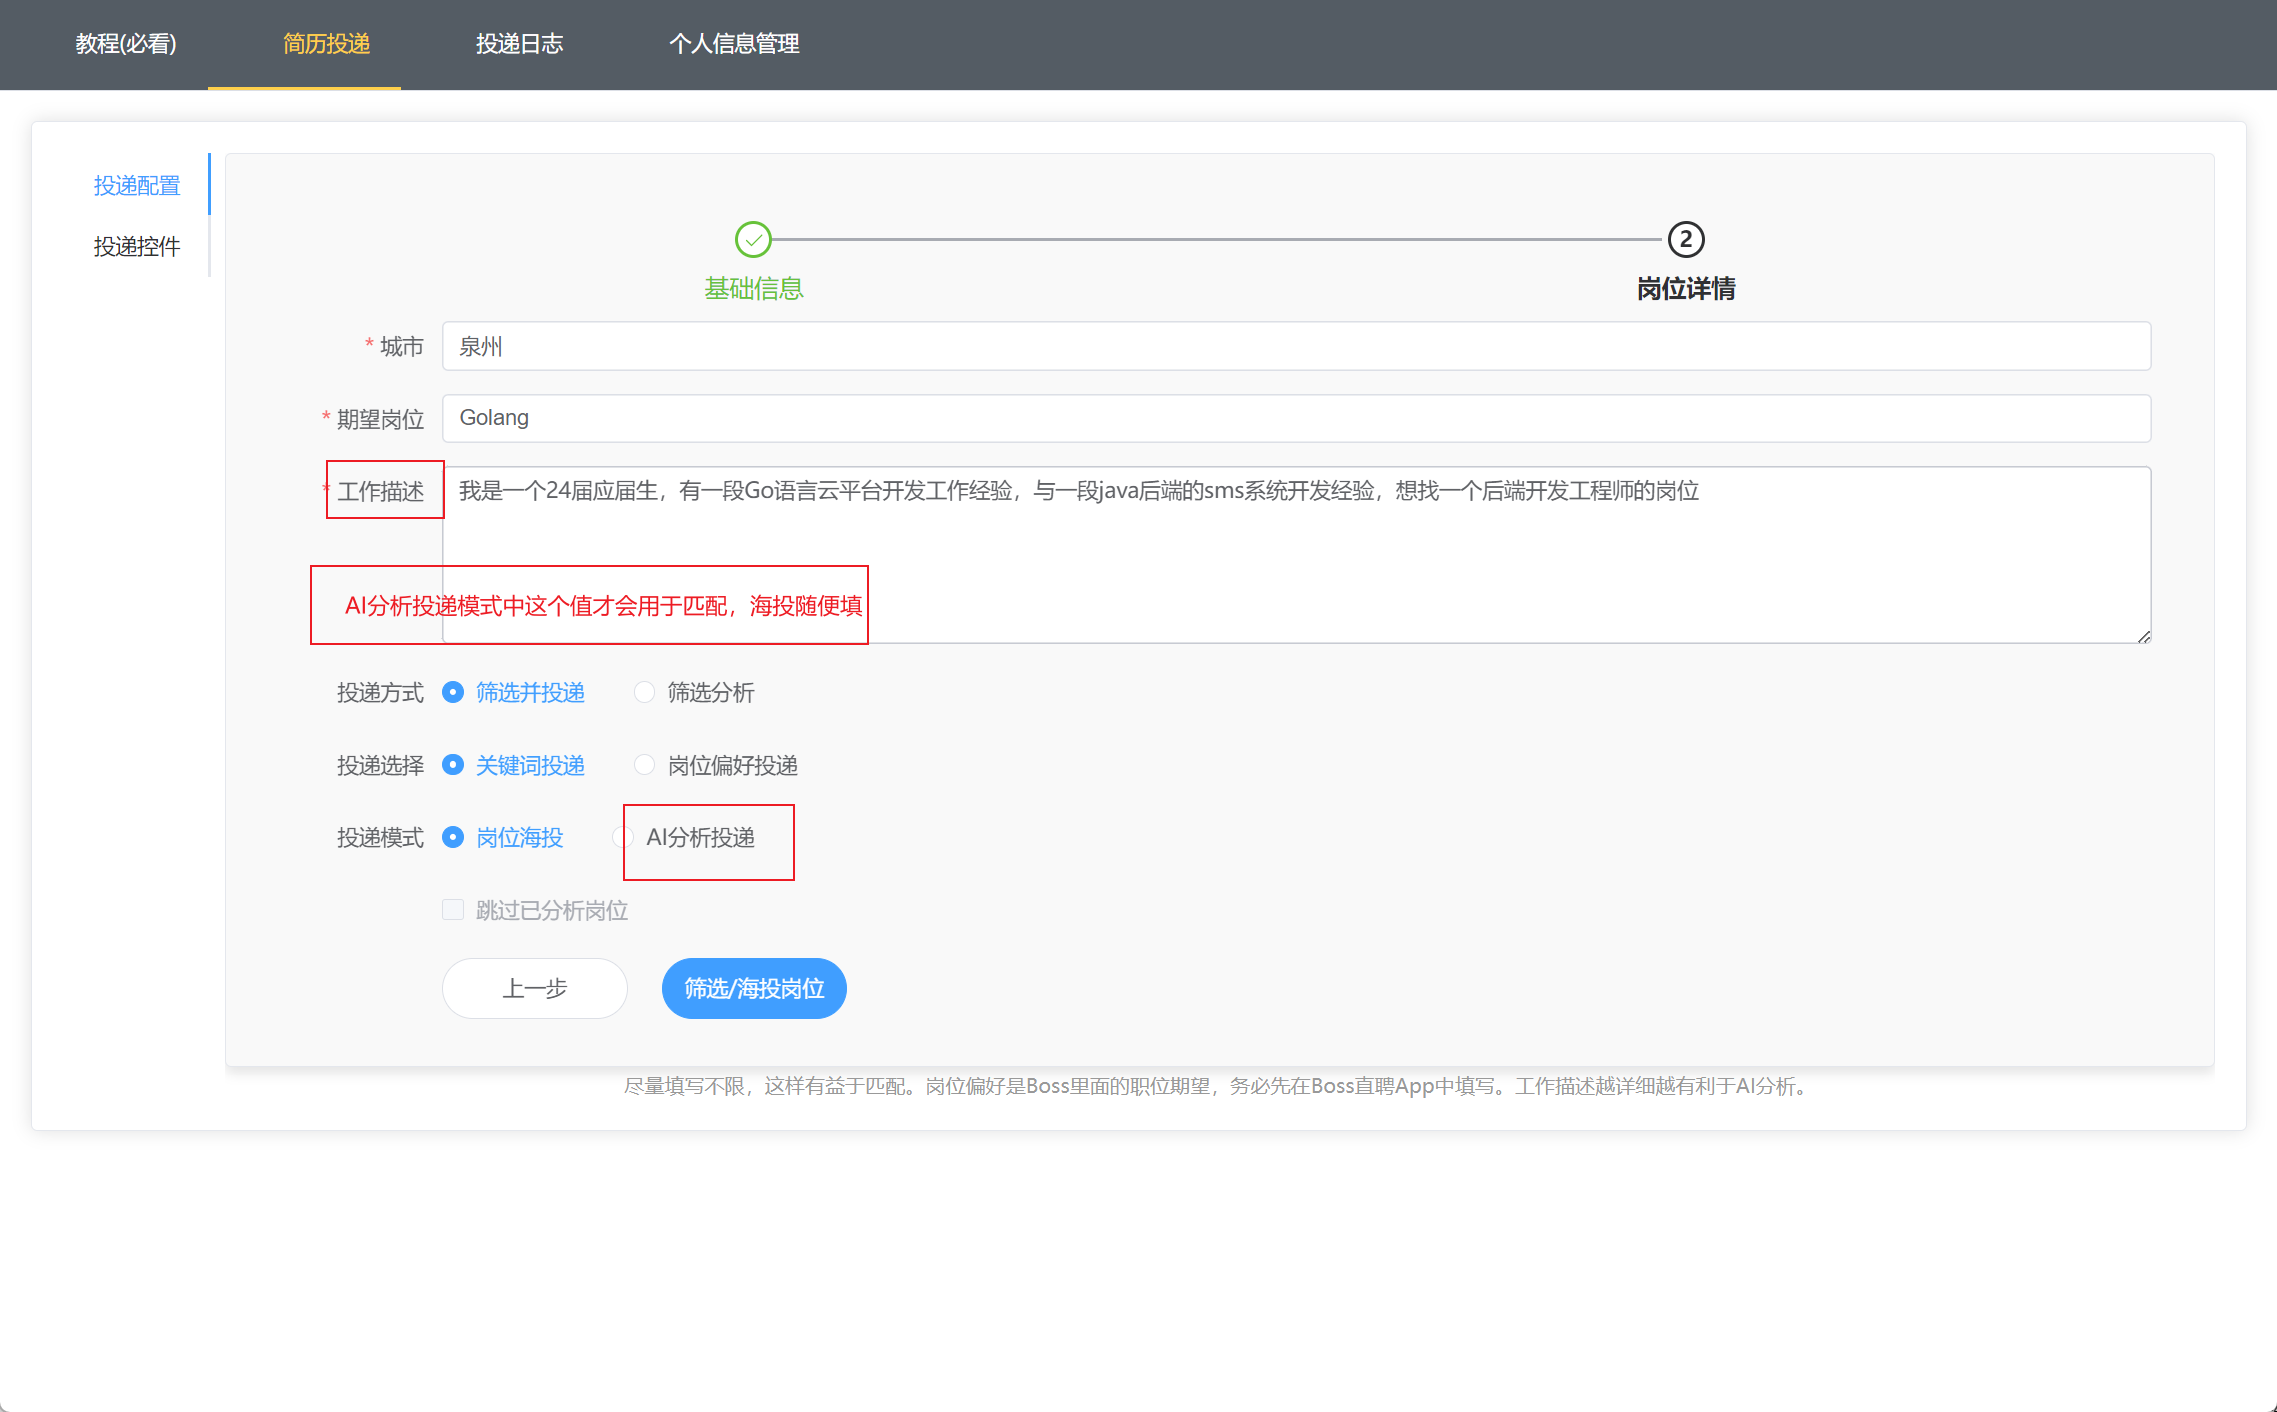 教程(必看)
简历投递
投递日志
个人信息管理
投递配置
投递控件
2
基础信息
岗位详情
* 城市
泉州
* 期望岗位
Golang
* 工作描述
我是一个24届应届生，有一段Go语言云平台开发工作经验，与一段java后端的sms系统开发经验，想找一个后端开发工程师的岗位
AI分析投递模式中这个值才会用于匹配，海投随便填
投递方式
筛选并投递
筛选分析
投递选择
关键词投递
岗位偏好投递
投递模式
岗位海投
AI分析投递
跳过已分析岗位
上一步
筛选/海投岗位
尽量填写不限，这样有益于匹配。岗位偏好是Boss里面的职位期望，务必先在Boss直聘App中填写。工作描述越详细越有利于AI分析。